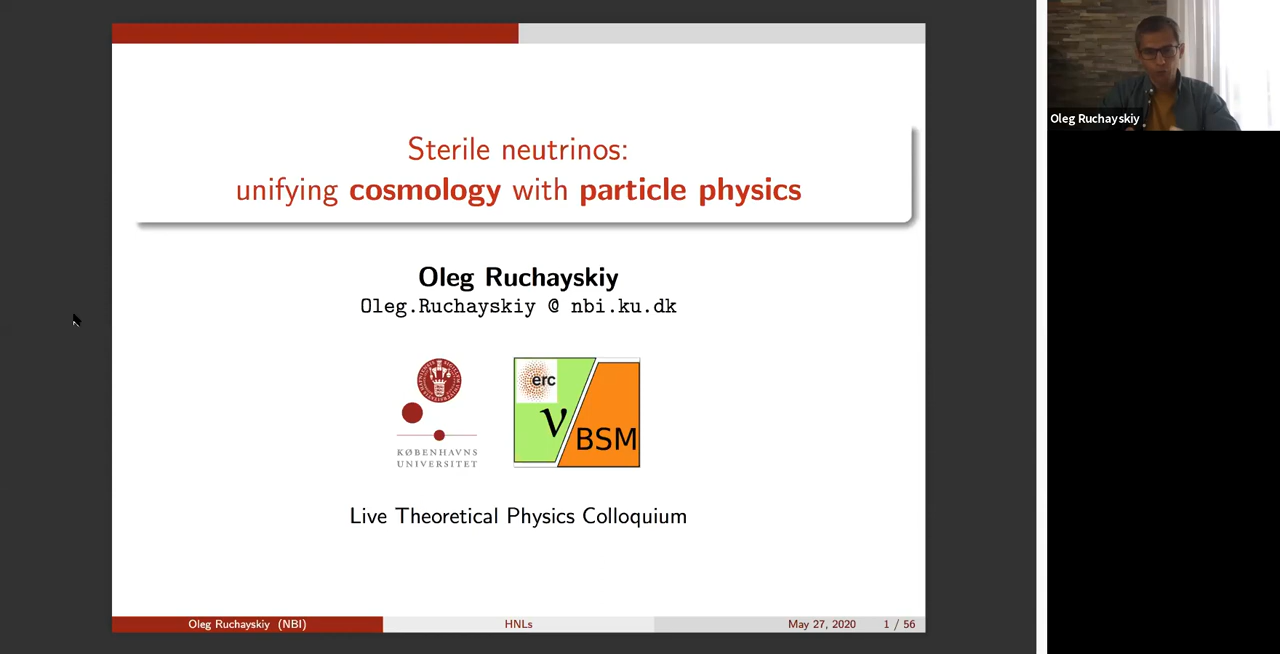 Sterile neutrinos:
unifying cosmology with particle physics
Oleg Ruchayskiy
Oleg.Ruchayskiy @ nbi.ku.dk
erc
ν
BSM
KØBENHAVNS
UNIVERSITET
Live Theoretical Physics Colloquium
Oleg Ruchayskiy (NBI)
HNLs
May 27, 2020
1 / 56
Oleg Ruchayskiy